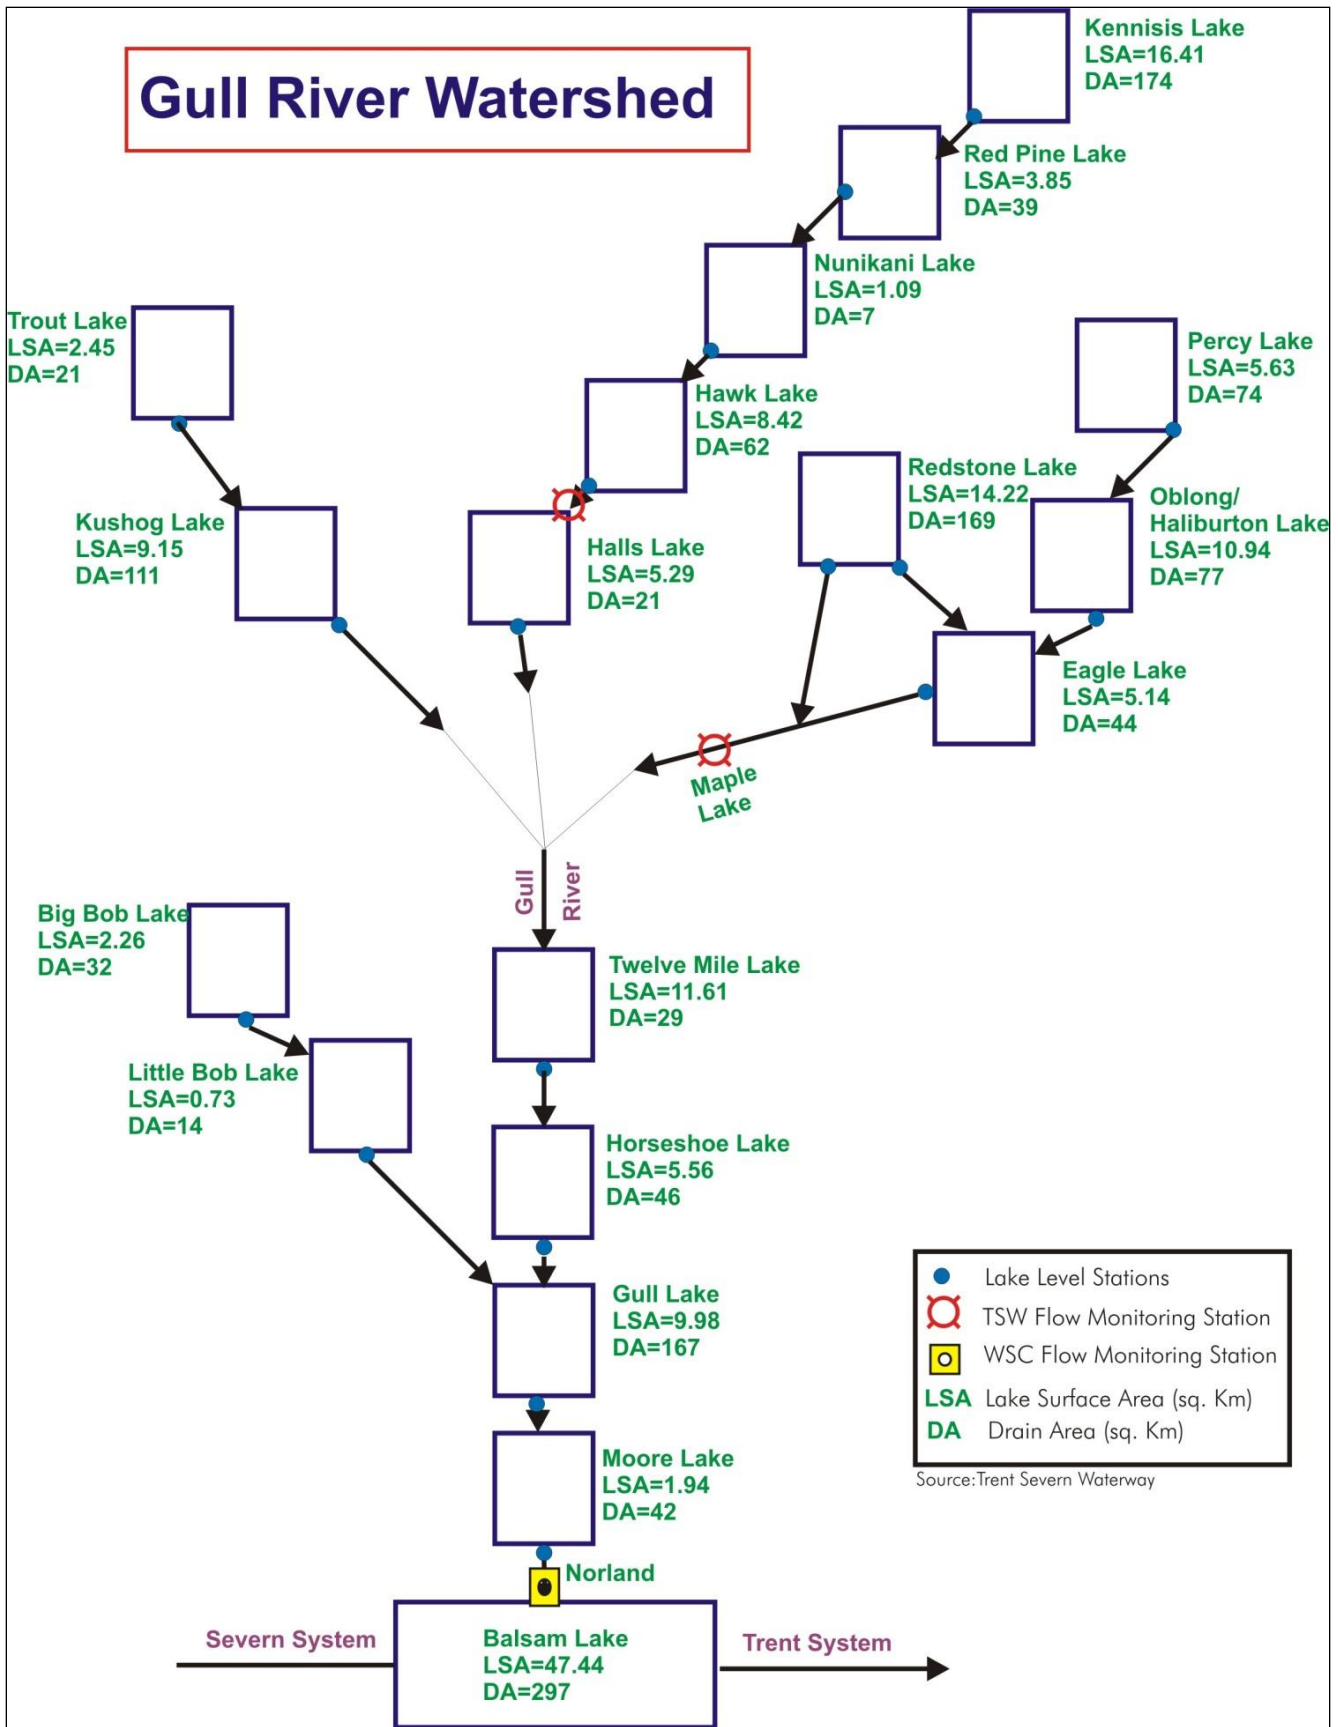 Gull River Watershed
Kennisis Lake
LSA=16.41
DA=174
Red Pine Lake
LSA=3.85
DA=39
Nunikani Lake
LSA=1.09
DA=7
Trout Lake
LSA=2.45
DA=21
Percy Lake
LSA=5.63
DA=74
Hawk Lake
LSA=8.42
DA=62
Redstone Lake
LSA=14.22
DA=169
Oblong/
Haliburton Lake
LSA=10.94
DA=77
Kushog Lake
LSA=9.15
DA=111
Halls Lake
LSA=5.29
DA=21
Eagle Lake
LSA=5.14
DA=44
Maple
Lake
Gull
River
Big Bob Lake
LSA=2.26
DA=32
Twelve Mile Lake
LSA=11.61
DA=29
Little Bob Lake
LSA=0.73
DA=14
Horseshoe Lake
LSA=5.56
DA=46
Gull Lake
LSA=9.98
DA=167
Moore Lake
LSA=1.94
DA=42
Norland
Severn System
Balsam Lake
LSA=47.44
DA=297
Trent System
Lake Level Stations
TSW Flow Monitoring Station
WSC Flow Monitoring Station
LSA Lake Surface Area (sq. Km)
DA Drain Area (sq. Km)
Source:Trent Severn Waterway